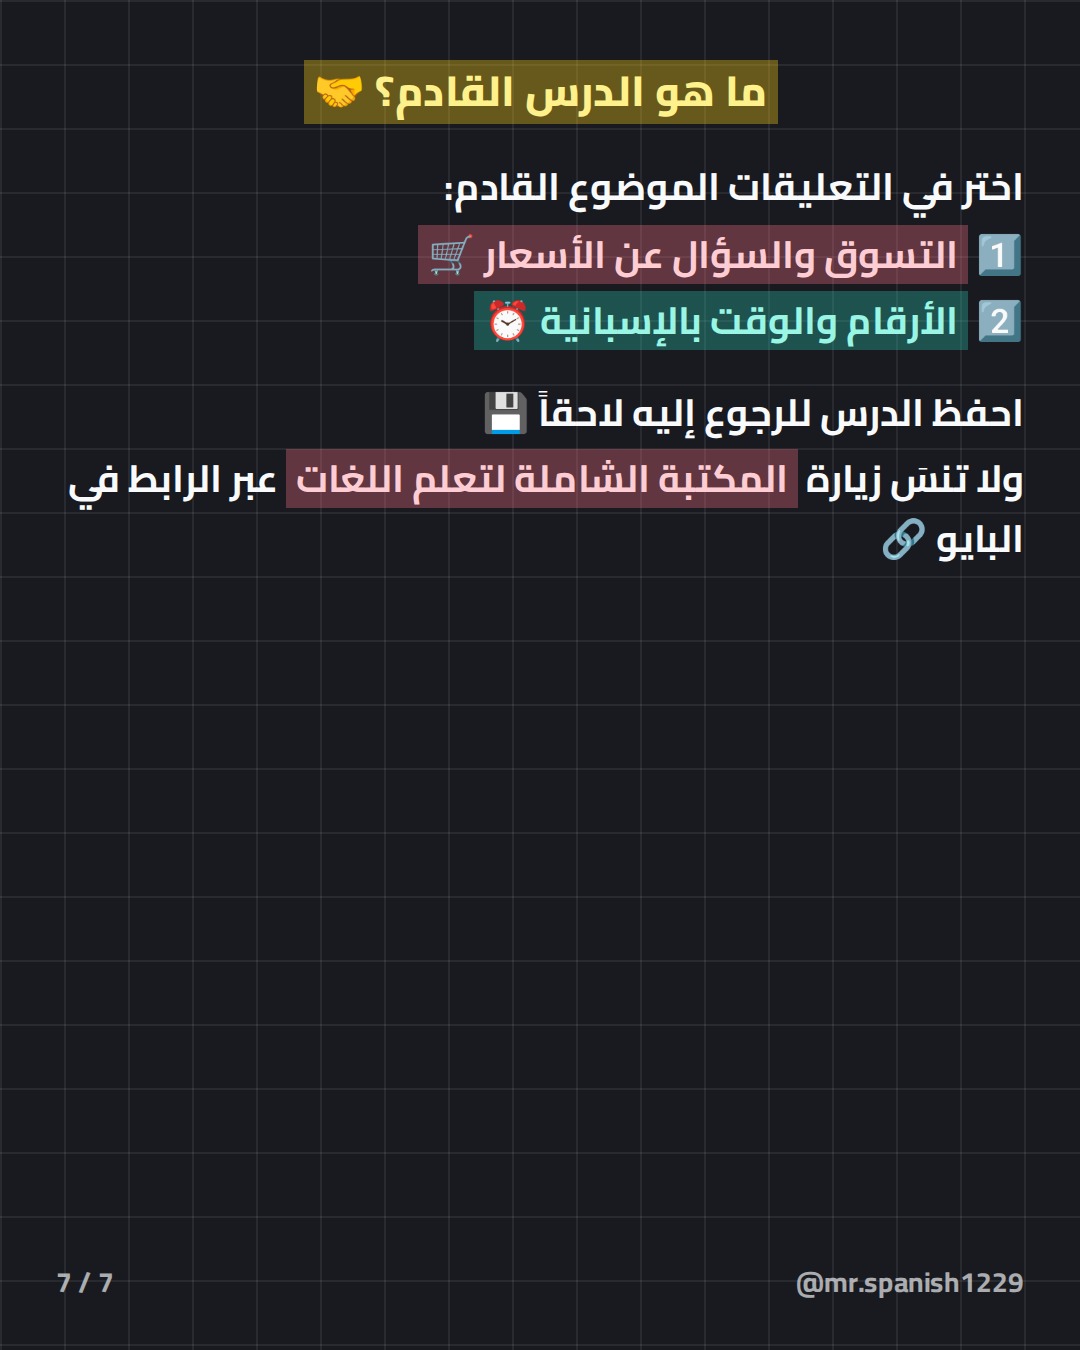 ما هو الدرس القادم؟ 🤝
اختر في التعليقات الموضوع القادم:
1️⃣ التسوق والسؤال عن الأسعار 🛒
2️⃣ الأرقام والوقت بالإسبانية ⏰
احفظ الدرس للرجوع إليه لاحقاً 💾
ولا تنسَ زيارة المكتبة الشاملة لتعلم اللغات عبر الرابط في
البايو 🔗
@mr.spanish1229
7 / 7